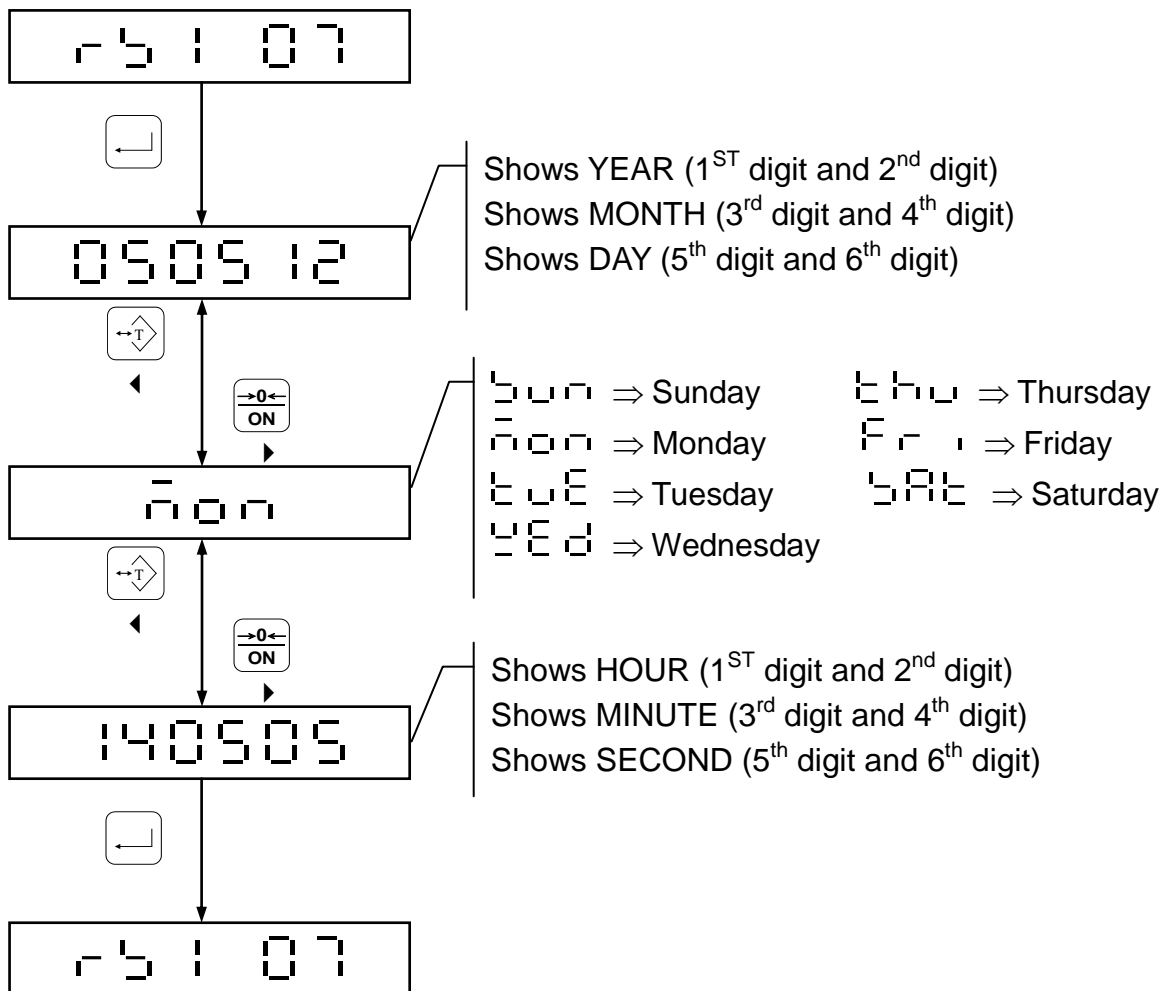 rS1 07
Shows YEAR (1ST digit and 2nd digit)
Shows MONTH (3rd digit and 4th digit)
Shows DAY (5th digit and 6th digit)
050512
T
→0←
ON
Sun ⇒ Sunday
thu ⇒ Thursday
mon ⇒ Monday
Fri ⇒ Friday
tuE ⇒ Tuesday
SAt ⇒ Saturday
wEd ⇒ Wednesday
mon
T
→0←
ON
Shows HOUR (1ST digit and 2nd digit)
Shows MINUTE (3rd digit and 4th digit)
Shows SECOND (5th digit and 6th digit)
140505
rS1 07